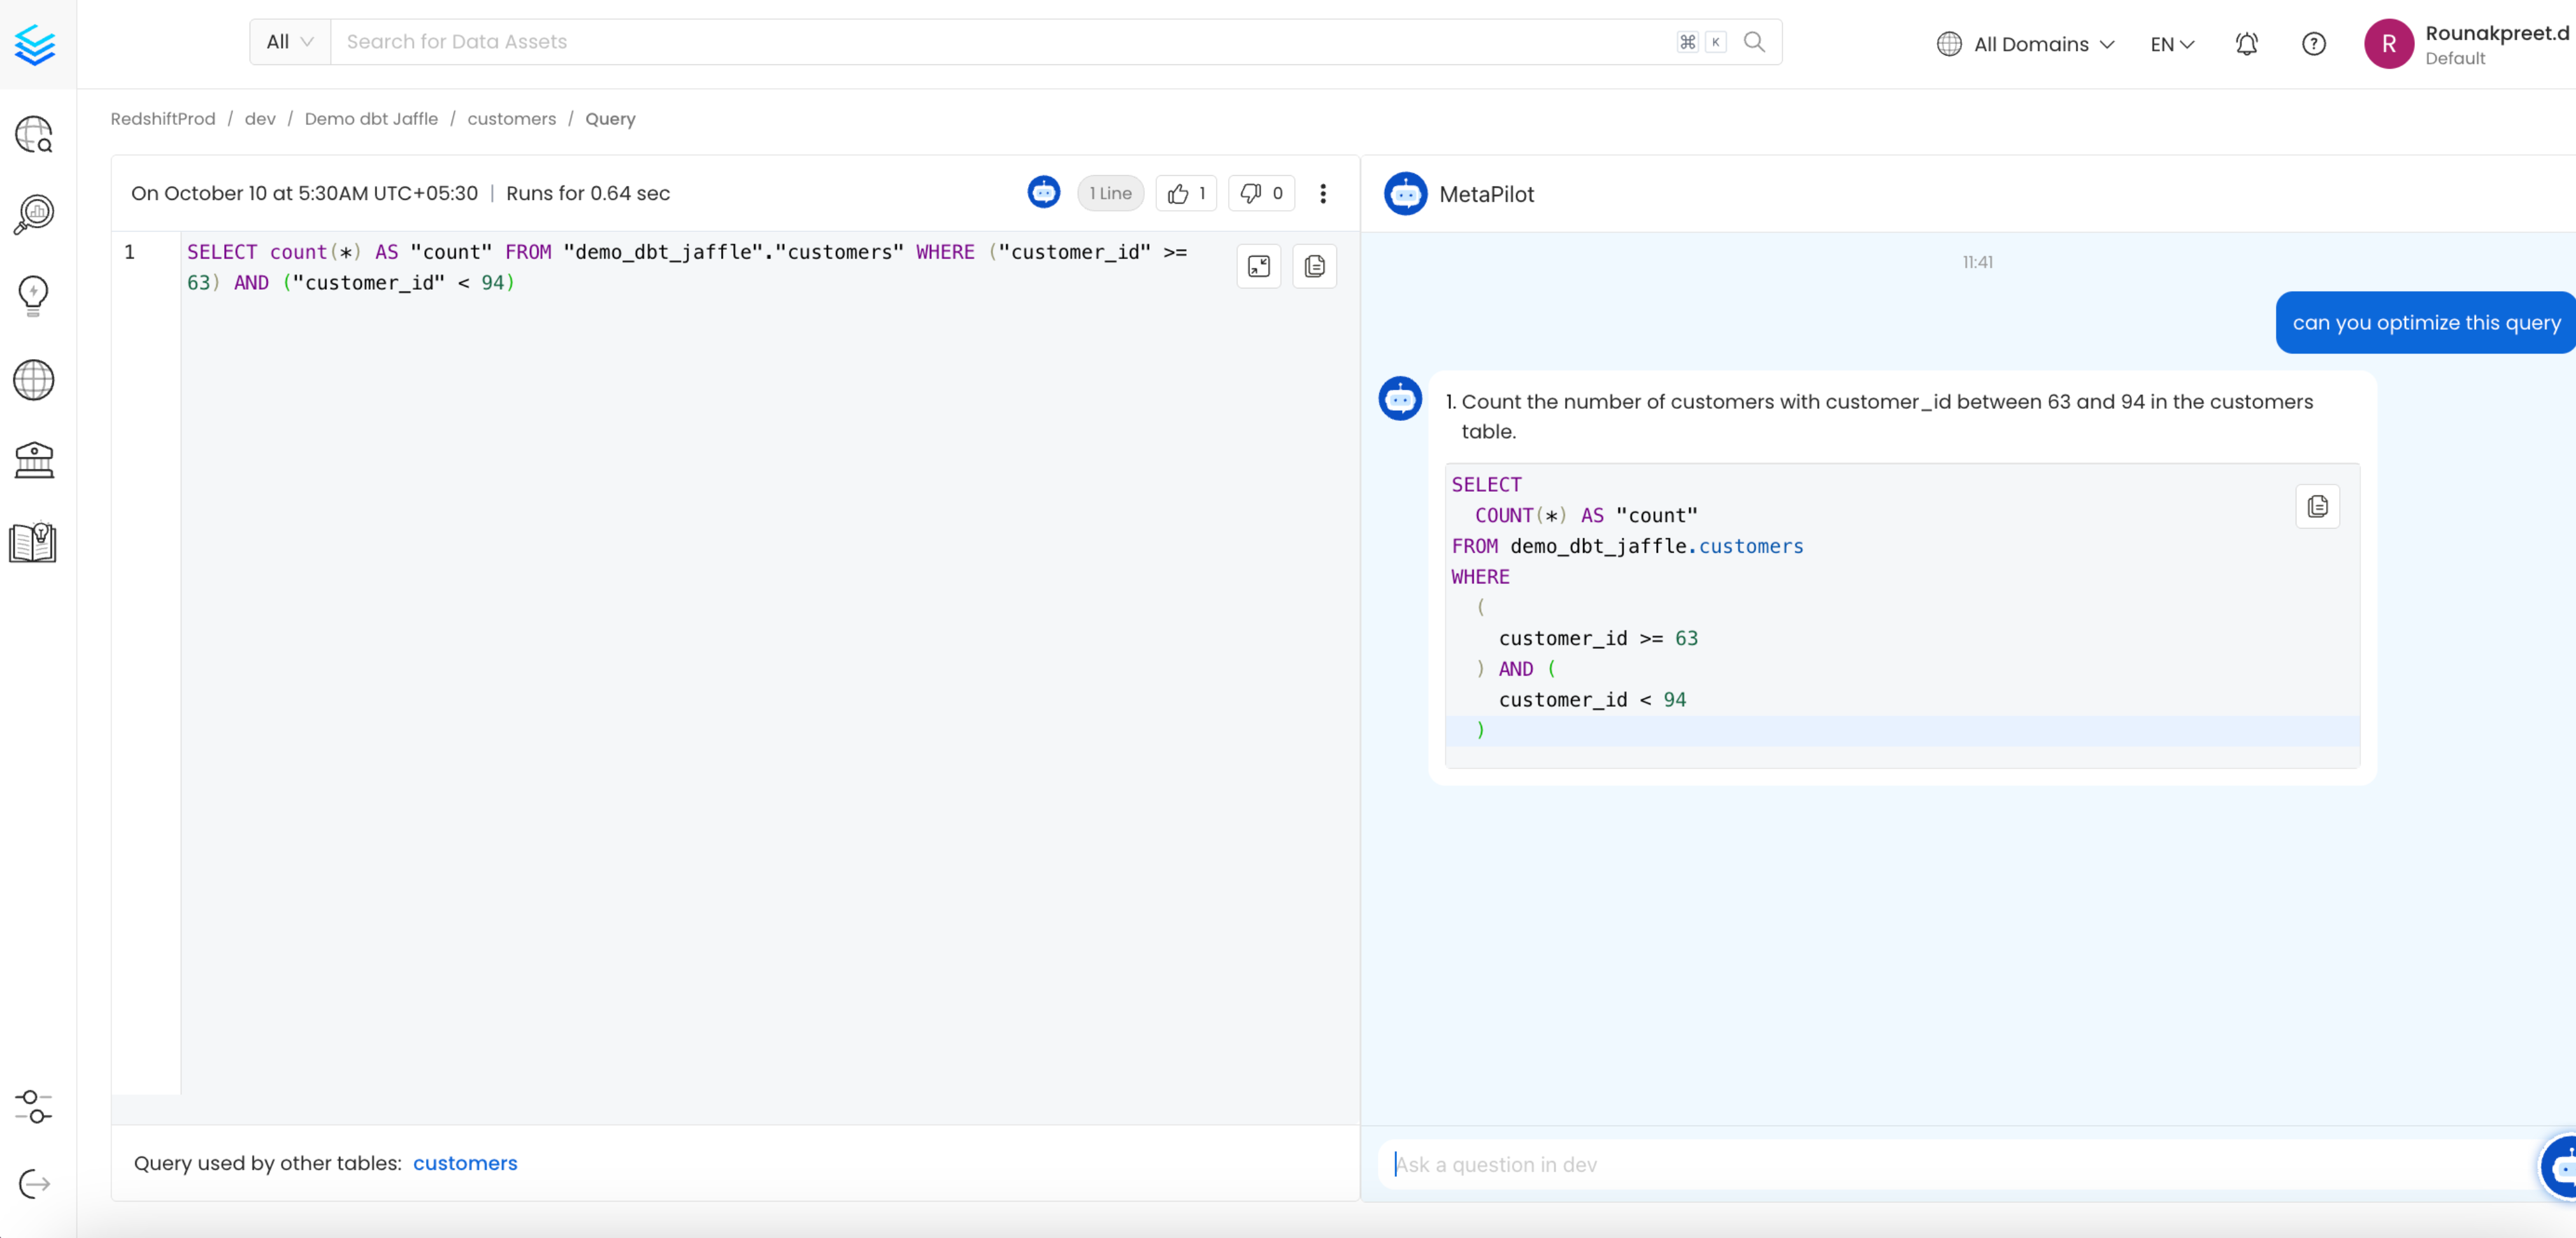 All
Search for Data Assets
⌘ K
All Domains
EN
R
Rounakpreet.d
Default
RedshiftProd / dev / Demo dbt Jaffle / customers / Query
On October 10 at 5:30AM UTC+05:30 | Runs for 0.64 sec
1 Line
1
0
1
SELECT count(*) AS "count" FROM "demo_dbt_jaffle"."customers" WHERE ("customer_id" >=
63) AND ("customer_id" < 94)
Query used by other tables: customers
MetaPilot
11:41
can you optimize this query
1. Count the number of customers with customer_id between 63 and 94 in the customers
table.
SELECT
COUNT(*) AS "count"
FROM demo_dbt_jaffle.customers
WHERE
(
customer_id >= 63
) AND (
customer_id < 94
)
Ask a question in dev